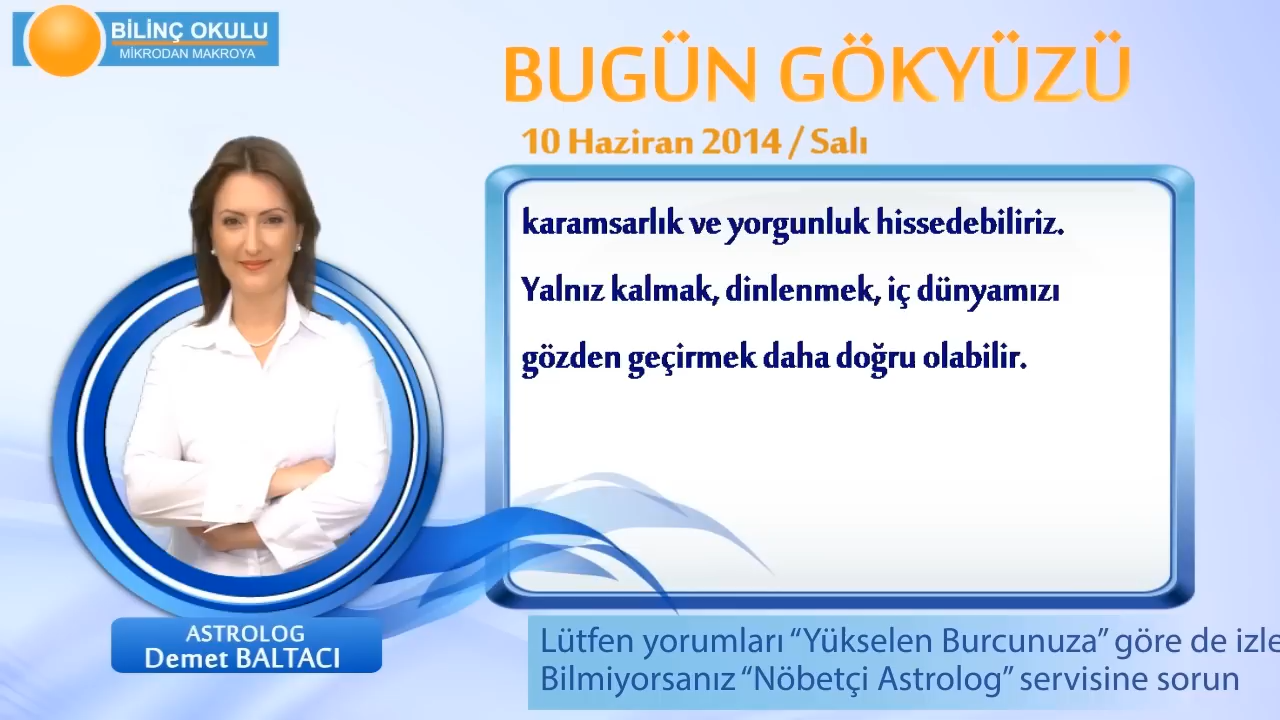 BİLİNÇ OKULU
MİKRODAN MAKROYA
BUGÜN GÖKYÜZÜ
10 Haziran 2014 / Salı
karamsarlık ve yorgunluk hissedebiliriz.
Yalnız kalmak, dinlenmek, iç dünyamızı
gözden geçirmek daha doğru olabilir.
ASTROLOG
Demet BALTACI
Lütfen yorumları “Yükselen Burcunuza” göre de izle
Bilmiyorsanız “Nöbetçi Astrolog” servisine sorun